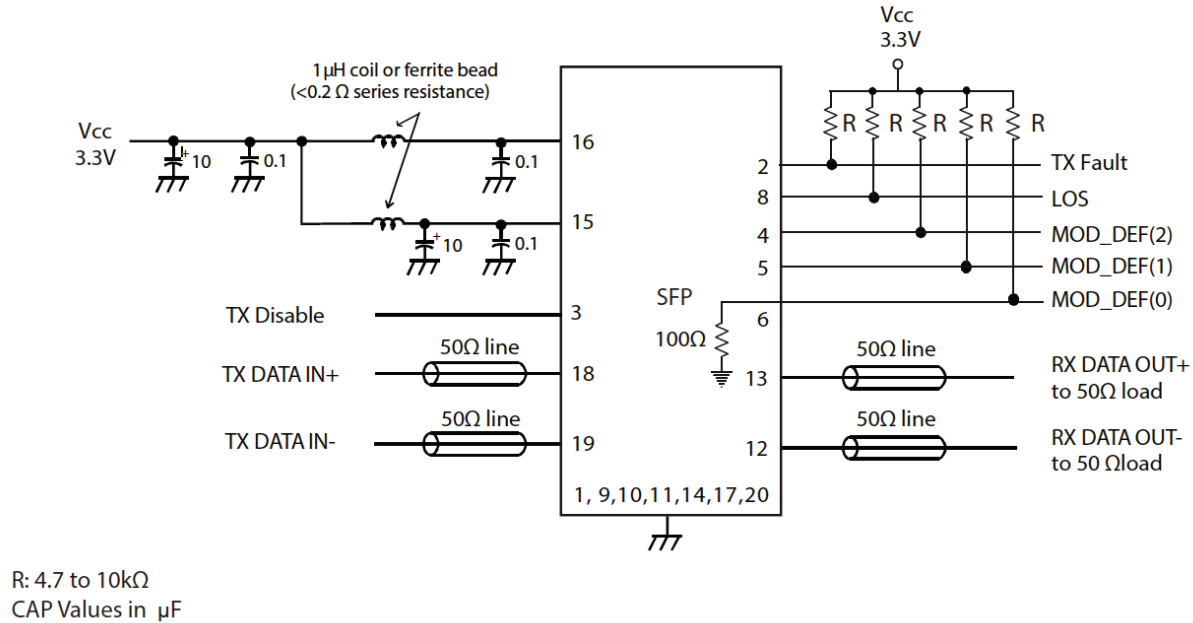 Vcc
3.3V
1μH coil or ferrite bead
(<0.2 Ω series resistance)
Vcc
3.3V
+
10
0.1
0.1
16
R
R
R
R
R
2
TX Fault
8
LOS
15
+
10
0.1
4
MOD_DEF(2)
5
MOD_DEF(1)
SFP
MOD_DEF(0)
TX Disable
3
6
100Ω
50Ω line
TX DATA IN+
18
50Ω line
13
RX DATA OUT+
to 50Ω load
50Ω line
TX DATA IN-
19
50Ω line
12
RX DATA OUT-
to 50 Ωload
1, 9,10,11,14,17,20
R: 4.7 to 10kΩ
CAP Values in μF